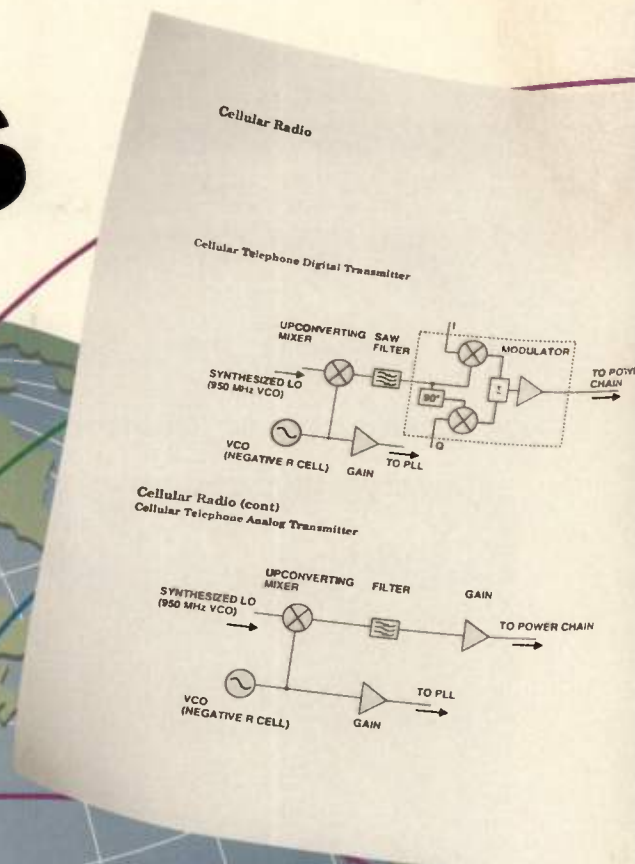 S
Cellular Radio
Cellular Telephone Digital Transmitter
UPCONVERTING
MIXER
SAW
FILTER
I
MODULATOR
SYNTHESIZED LO
(950 MHz VCO)
90°
Σ
TO
CHAIN
Q
VCO
(NEGATIVE R CELL)
GAIN
TO PLL
Cellular Radio (cont)
Cellular Telephone Analog Transmitter
UPCONVERTING
MIXER
FILTER
GAIN
SYNTHESIZED LO
(950 MHz VCO)
TO POWER CHAIN
VCO
(NEGATIVE R CELL)
GAIN
TO PLL